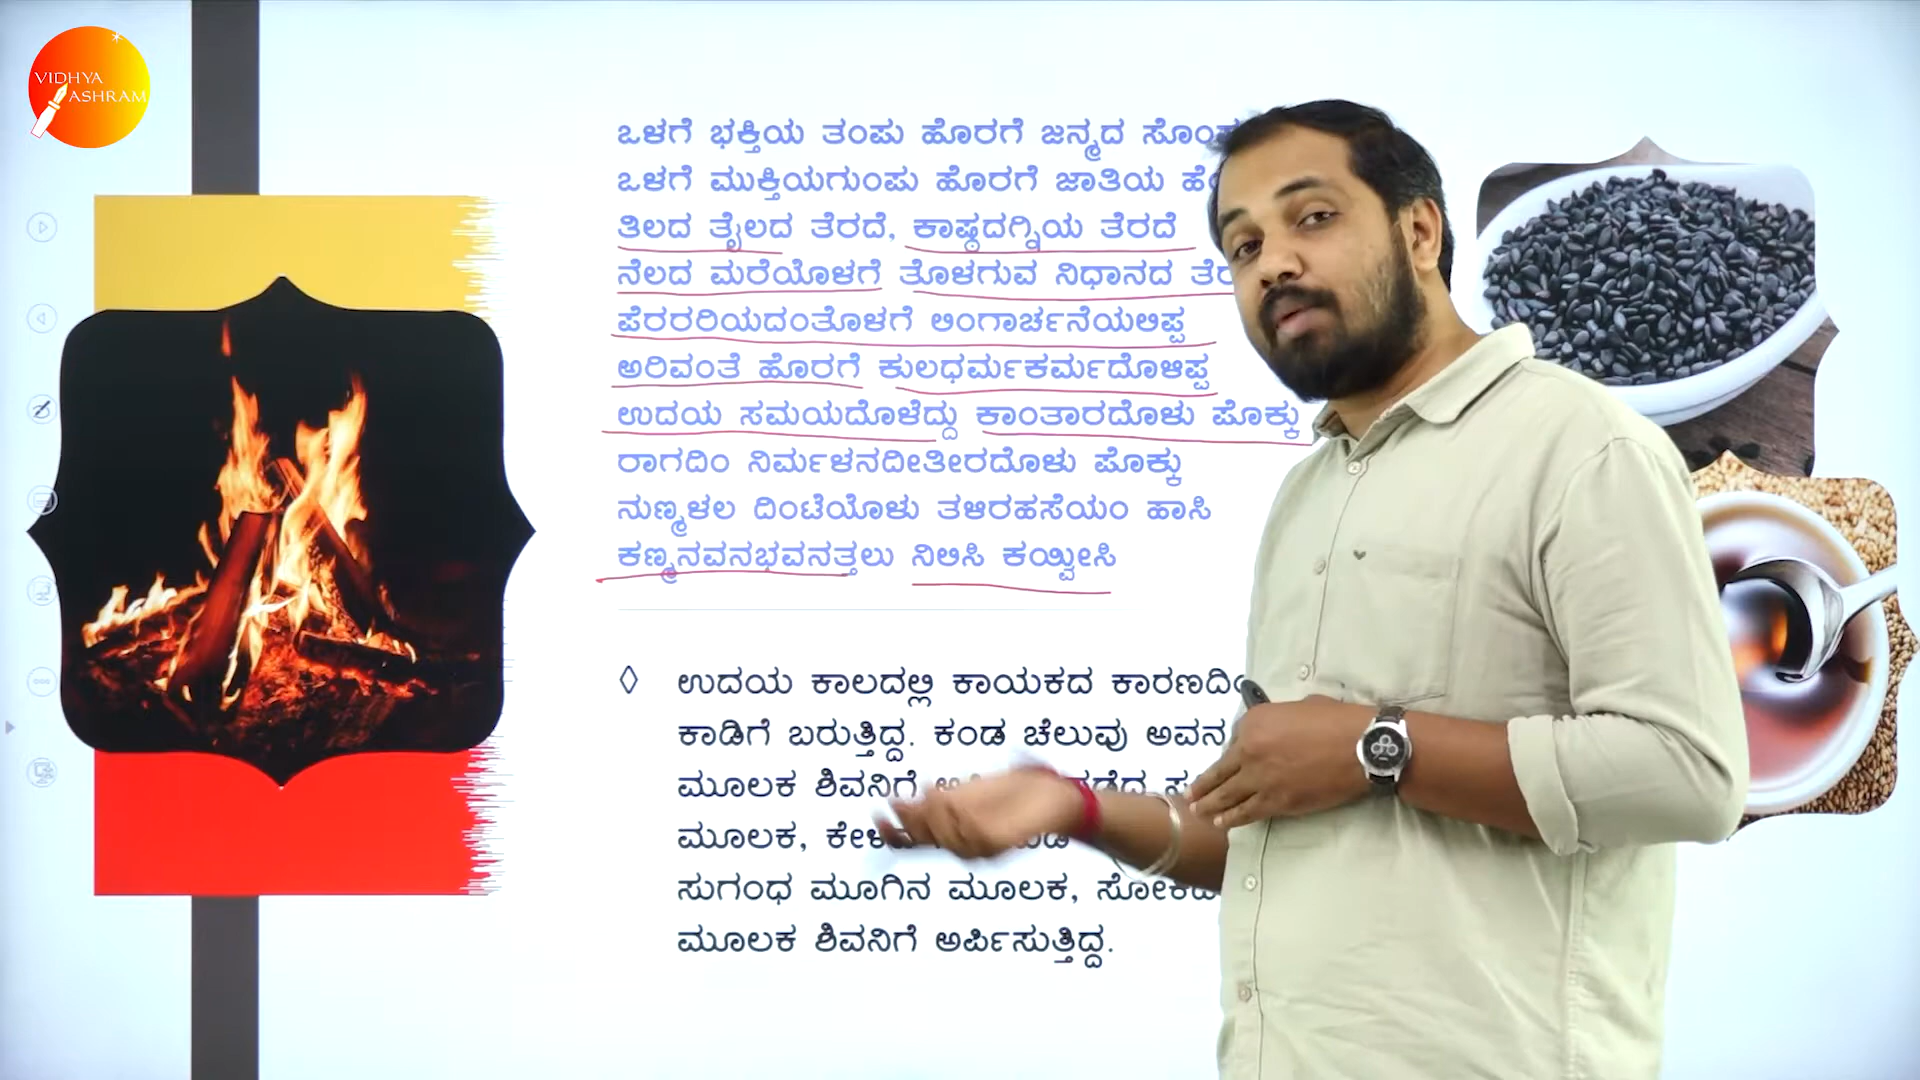 VIDHYA
ASHRAM
ಒಳಗೆ ಭಕ್ತಿಯ ತಂಪು ಹೊರಗೆ ಜನ್ಮದ
ಒಳಗೆ ಮುಕ್ತಿಯಗುಂಪು ಹೊರಗೆ ಜಾತಿಯ
ತಿಲದ ತೈಲದ ತೆರದೆ, ಕಾಷ್ಠದಗ್ನಿಯ ತೆರದೆ
ನೆಲದ ಮರೆಯೊಳಗೆ ತೊಳಗುವ ನಿಧಾನದ
ಪೆರರರಿಯದಂತೊಳಗೆ ಲಿಂಗಾರ್ಚನೆಯಲಿಪ್ಪ
ಅರಿವಂತೆ ಹೊರಗೆ ಕುಲಧರ್ಮಕರ್ಮದೊಳಿಪ್ಪ
ಉದಯ ಸಮಯದೊಳೆದ್ದು ಕಾಂತಾರದೊಳು ಪೊಕ್ಕು
ರಾಗದಿಂ ನಿರ್ಮಳನದೀತೀರದೊಳು ಪೊಕ್ಕು
ನುಣ್ಮಳಲ ದಿಂಟೆಯೊಳು ತಳಿರಹಸೆಯಂ ಹಾಸಿ
ಕಣ್ಮನವನಭವನತ್ತಲು ನಿಲಿಸಿ ಕಯ್ವೀಸಿ
◊ ಉದಯ ಕಾಲದಲ್ಲಿ ಕಾಯಕದ
ಕಾಡಿಗೆ ಬರುತ್ತಿದ್ದ. ಕಂಡ ಚೆಲುವು ಅವನ
ಮೂಲಕ ಶಿವನಿಗೆ
ಮೂಲಕ,
ಸುಗಂಧ ಮೂಗಿನ ಮೂಲಕ,
ಮೂಲಕ ಶಿವನಿಗೆ ಅರ್ಪಿಸುತ್ತಿದ್ದ.